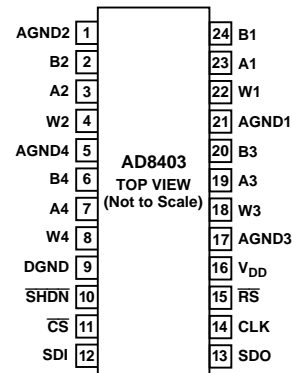 AGND2 1 24 B1
B2 2 23 A1
A2 3 22 W1
W2 4 21 AGND1
AGND4 5 20 B3
B4 6 19 A3
A4 7 18 W3
W4 8 17 AGND3
DGND 9 16 VDD
SHDN 10 15 RS
CS 11 14 CLK
SDI 12 13 SDO
AD8403
TOP VIEW
(Not to Scale)